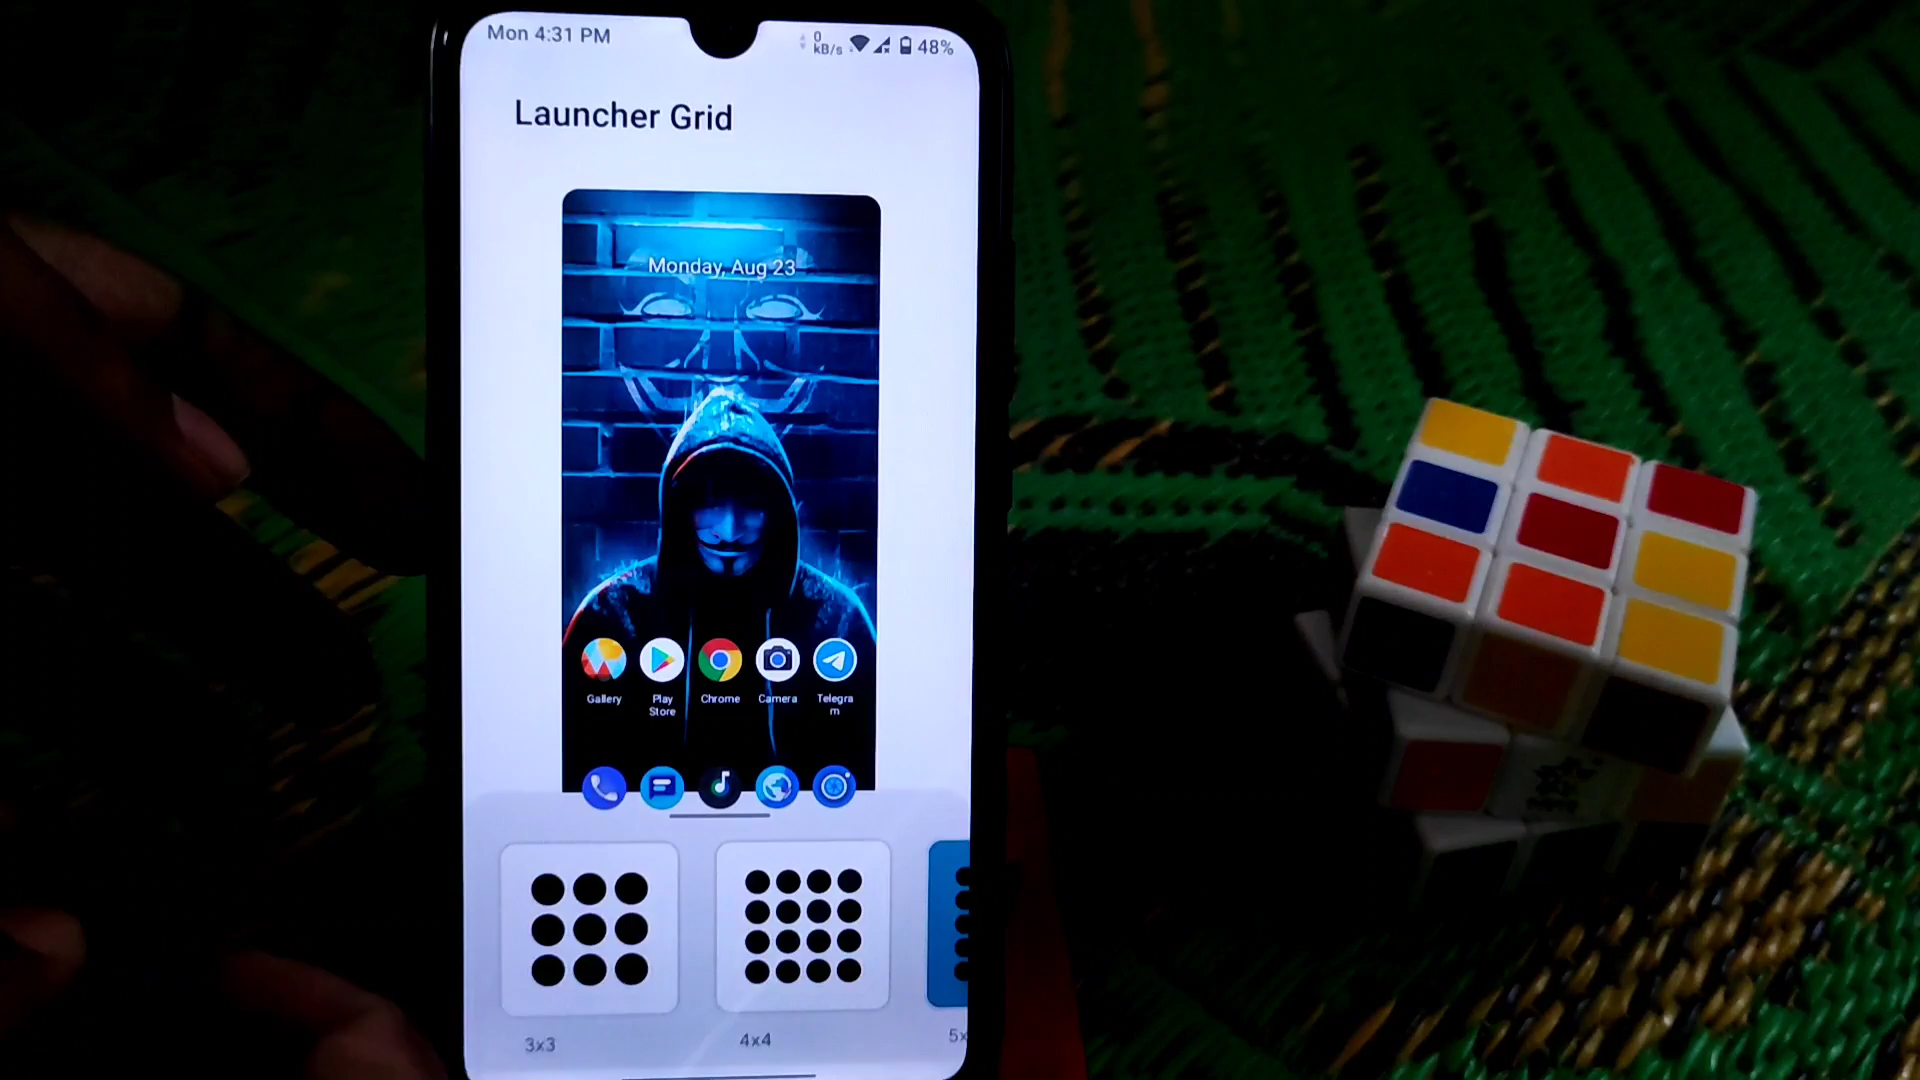 Mon 4:31 PM
0
kB/s
48%
Launcher Grid
Monday, Aug 23
Gallery
Play
Store
Chrome
Camera
Telegra
m
3x3
4x4
5x